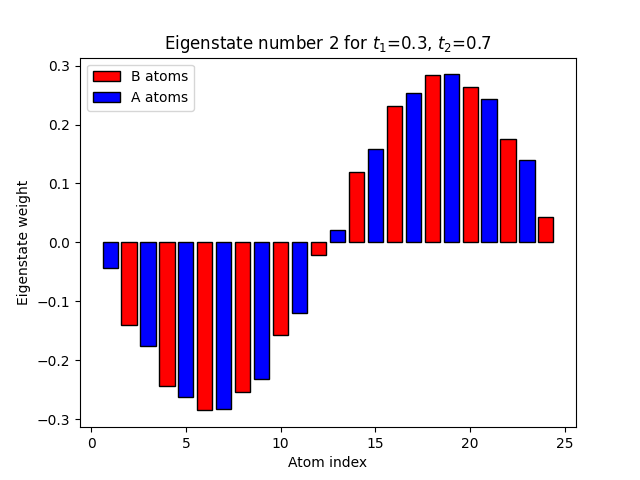 Eigenstate number 2 for t₁=0.3, t₂=0.7
B atoms
A atoms
0.3
0.2
0.1
0.0
−0.1
−0.2
−0.3
Eigenstate weight
0 5 10 15 20 25
Atom index